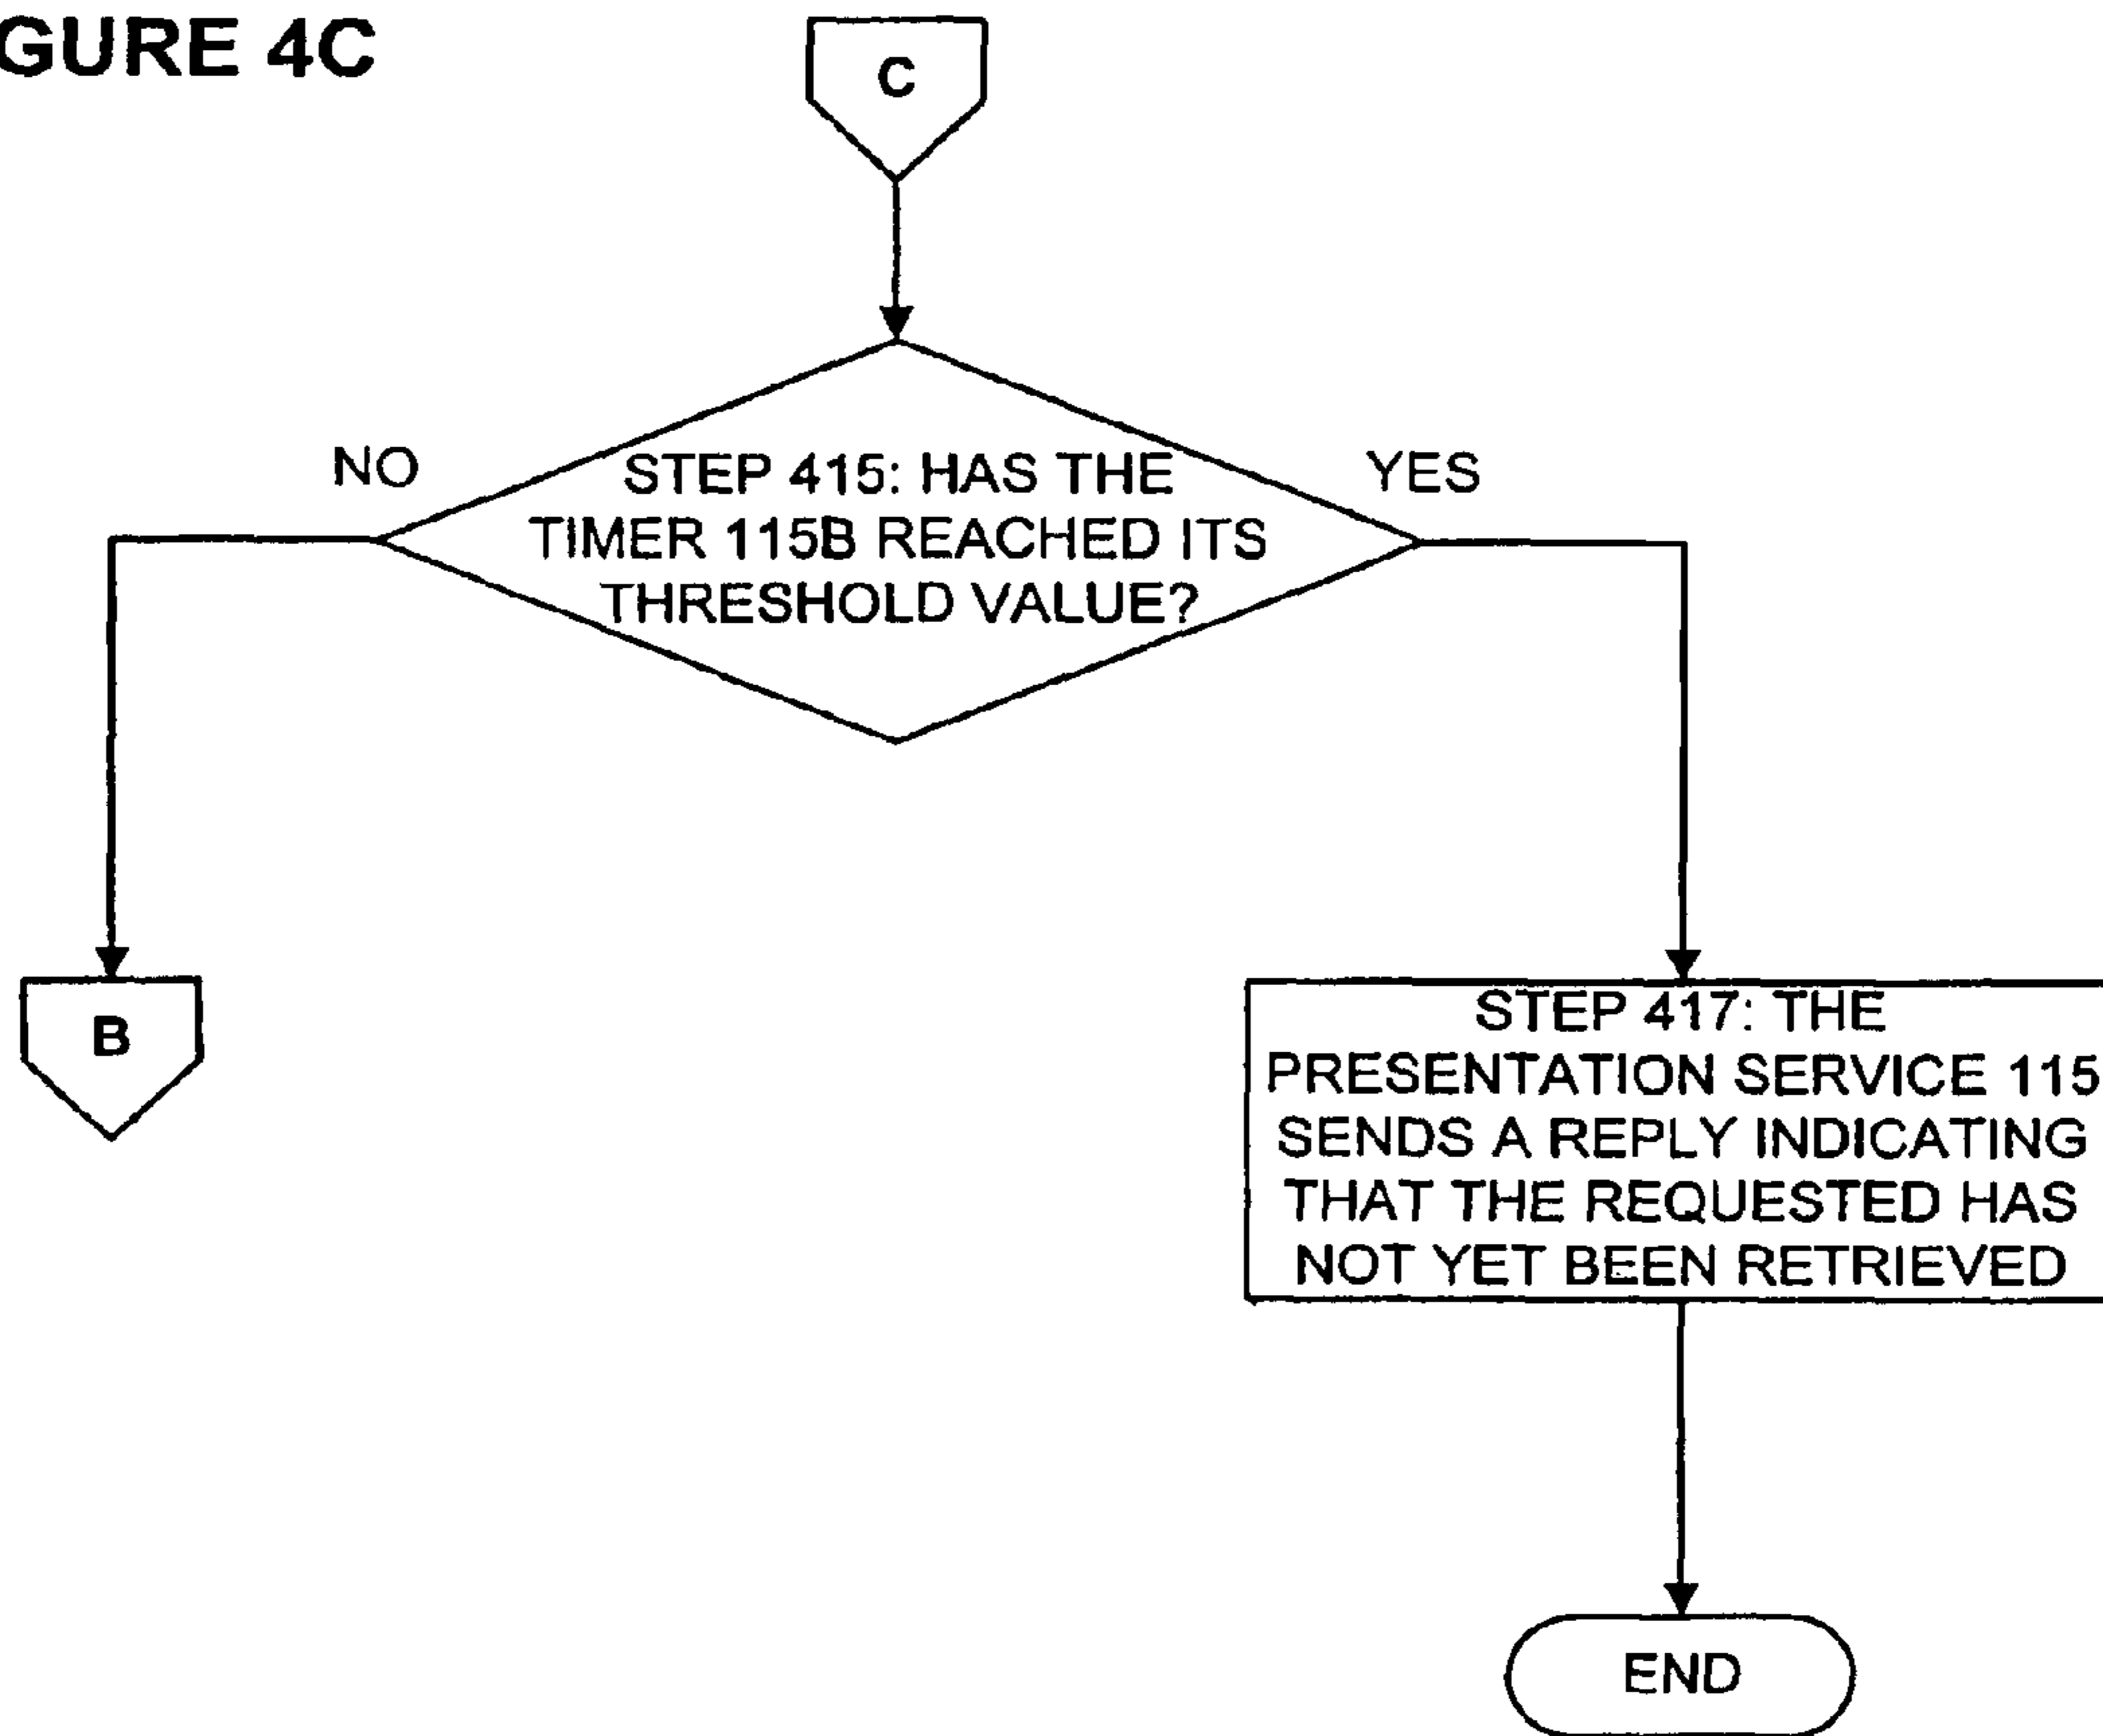 GURE 4C
C
NO
YES
STEP 415: HAS THE
TIMER 115B REACHED ITS
THRESHOLD VALUE?
B
STEP 417: THE
PRESENTATION SERVICE 115
SENDS A REPLY INDICATING
THAT THE REQUESTED HAS
NOT YET BEEN RETRIEVED
END